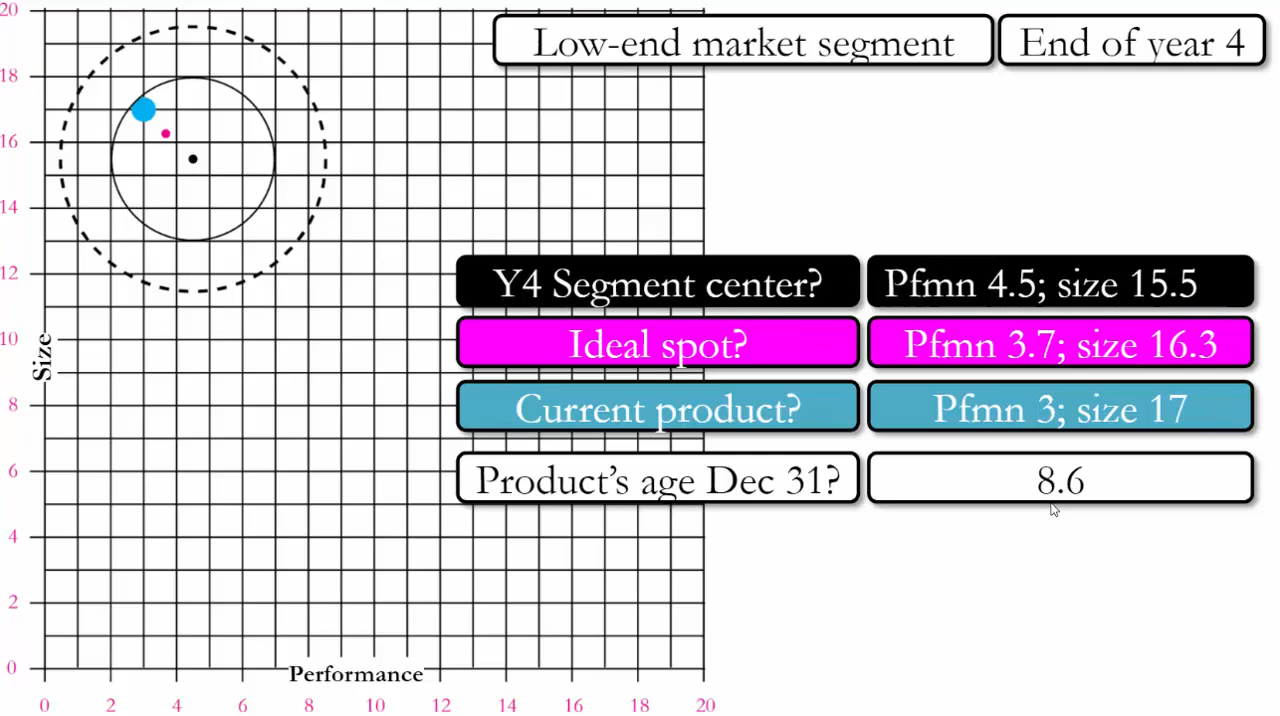 Low-end market segment
End of year 4
20
18
16
14
12
10
8
6
4
2
0
Size
Y4 Segment center?
Pfmn 4.5; size 15.5
Ideal spot?
Pfmn 3.7; size 16.3
Current product?
Pfmn 3; size 17
Product’s age Dec 31?
8.6
Performance
0 2 4 6 8 10 12 14 16 18 20